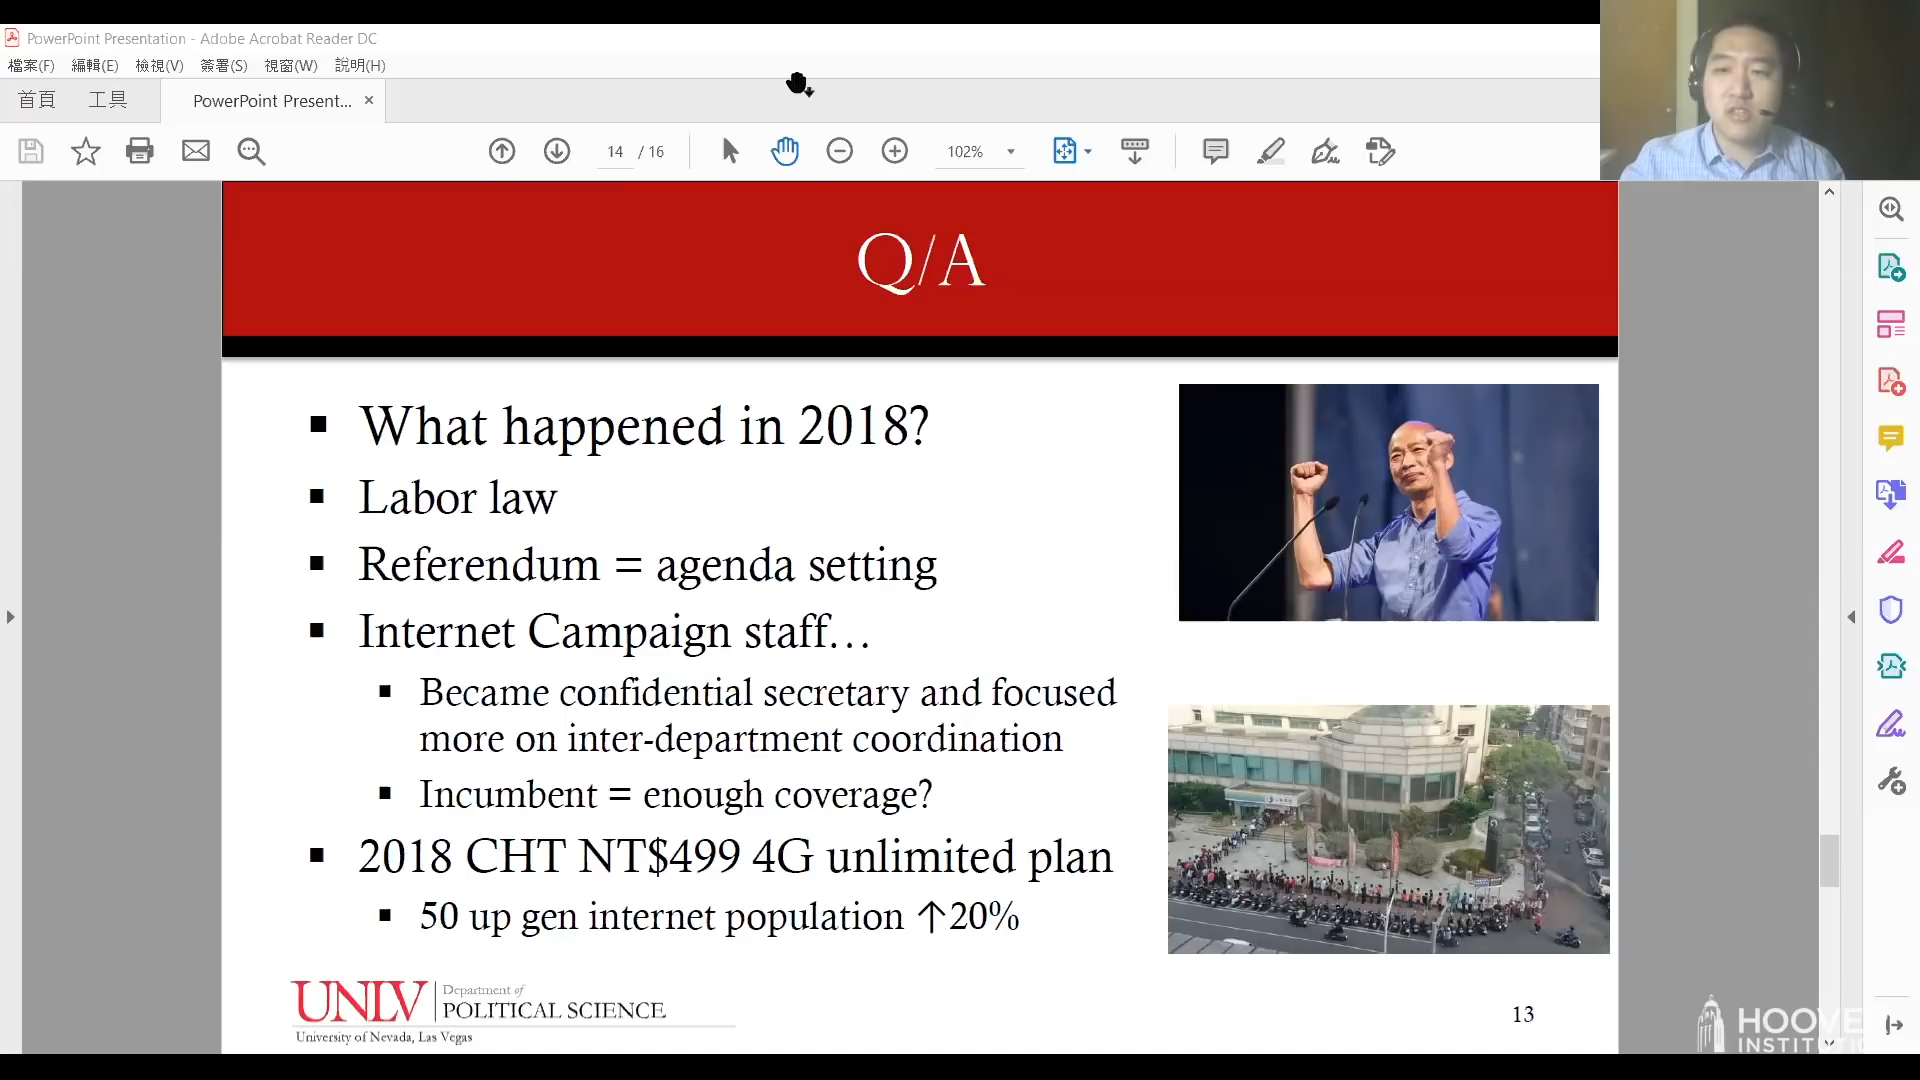 PowerPoint Presentation - Adobe Acrobat Reader DC
檔案(F) 編輯(E) 檢視(V) 簽署(S) 視窗(W) 說明(H)
首頁 工具 PowerPoint Present... ×
14 / 16 102%
Q/A
▪ What happened in 2018?
▪ Labor law
▪ Referendum = agenda setting
▪ Internet Campaign staff…
▪ Became confidential secretary and focused
more on inter-department coordination
▪ Incumbent = enough coverage?
▪ 2018 CHT NT$499 4G unlimited plan
▪ 50 up gen internet population ↑20%
UNLV Department of
POLITICAL SCIENCE
University of Nevada, Las Vegas
13
HOOVE
INSTITUTI